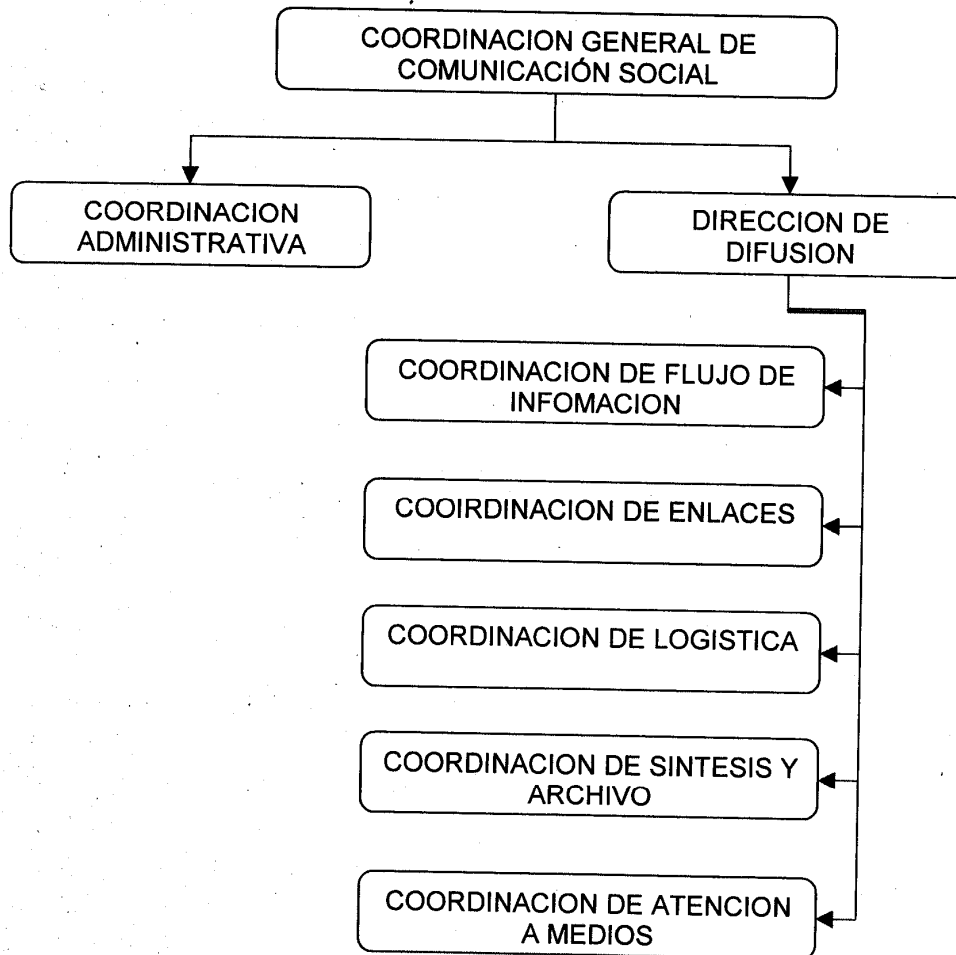 COORDINACION GENERAL DE
COMUNICACIÓN SOCIAL
COORDINACION
ADMINISTRATIVA
DIRECCION DE
DIFUSION
COORDINACION DE FLUJO DE
INFOMACION
COOIRDINACION DE ENLACES
COORDINACION DE LOGISTICA
COORDINACION DE SINTESIS Y
ARCHIVO
COORDINACION DE ATENCION
A MEDIOS